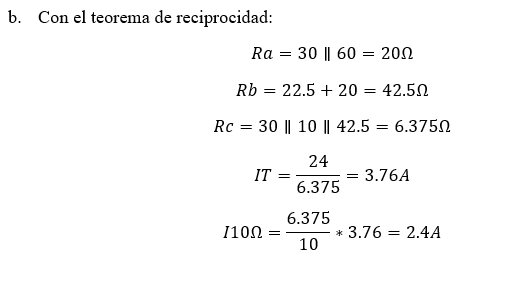 b. Con el teorema de reciprocidad:
Ra = 30 ∥ 60 = 20Ω
Rb = 22.5 + 20 = 42.5Ω
Rc = 30 ∥ 10 ∥ 42.5 = 6.375Ω
IT = 24/6.375 = 3.76A
I10Ω = 6.375/10 * 3.76 = 2.4A